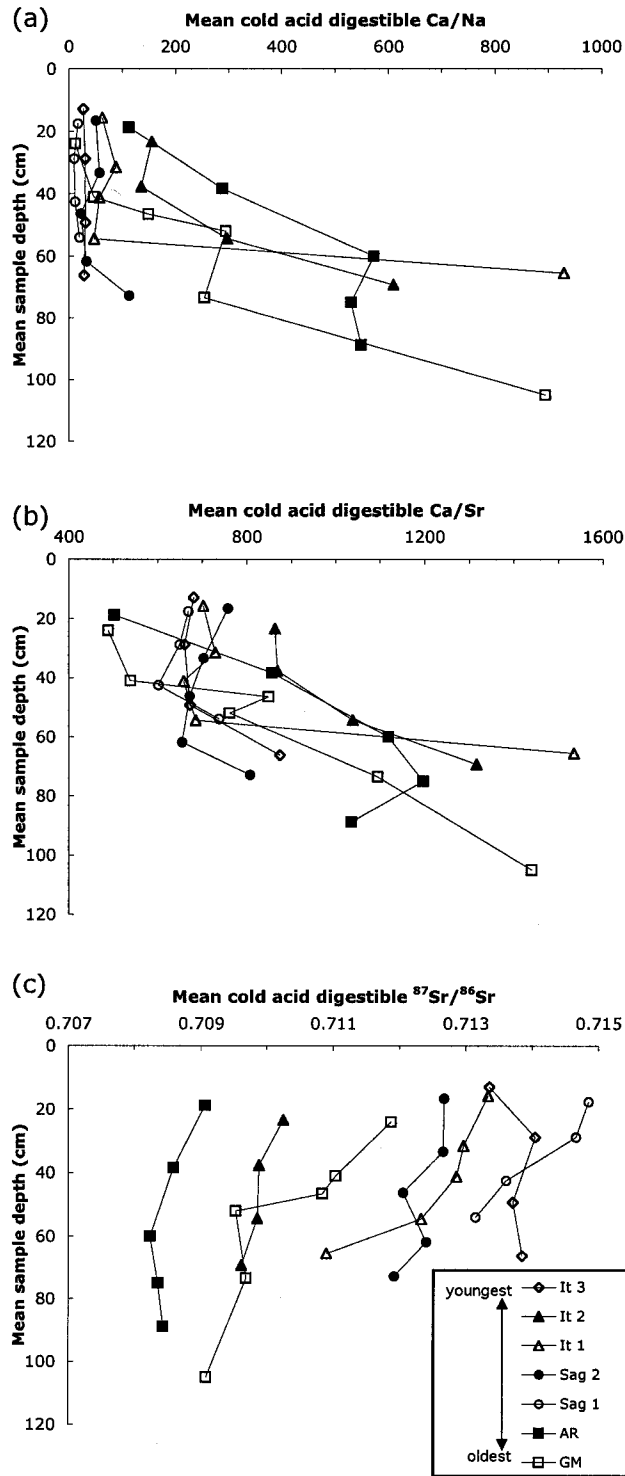 (a)
Mean cold acid digestible Ca/Na
0 200 400 600 800 1000
Mean sample depth (cm)
0
20
40
60
80
100
120
(b)
Mean cold acid digestible Ca/Sr
400 800 1200 1600
Mean sample depth (cm)
0
20
40
60
80
100
120
(c)
Mean cold acid digestible ⁸⁷Sr/⁸⁶Sr
0.707 0.709 0.711 0.713 0.715
Mean sample depth (cm)
0
20
40
60
80
100
120
youngest
oldest
It 3
It 2
It 1
Sag 2
Sag 1
AR
GM